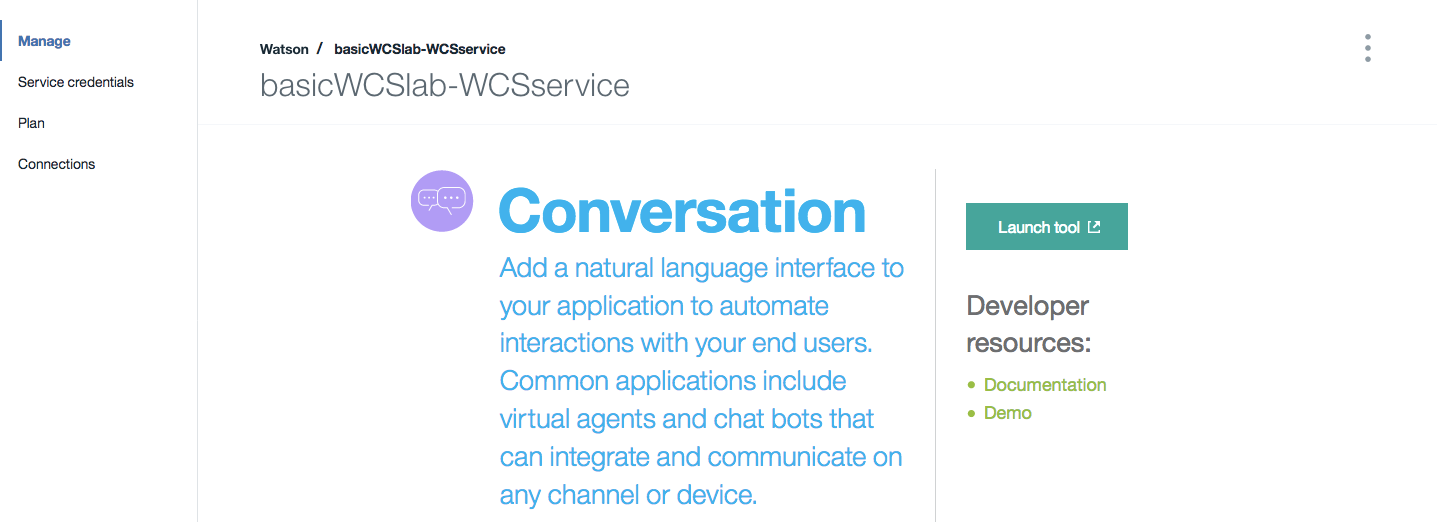 Manage
Service credentials
Plan
Connections
Watson / basicWCSlab-WCSservice
basicWCSlab-WCSservice
Conversation
Add a natural language interface to
your application to automate
interactions with your end users.
Common applications include
virtual agents and chat bots that
can integrate and communicate on
any channel or device.
Launch tool
Developer
resources:
• Documentation
• Demo